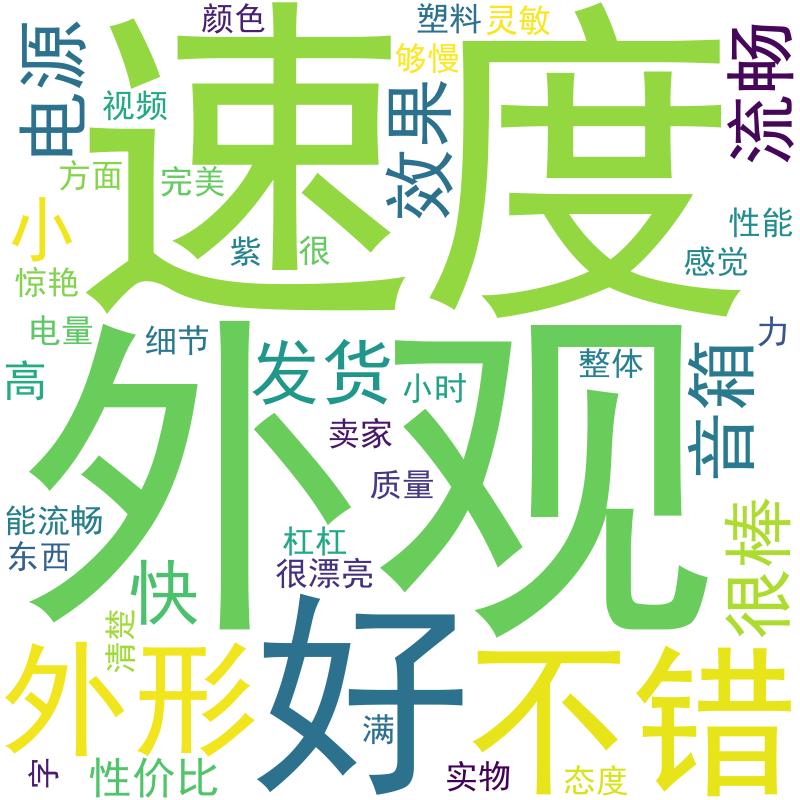 颜色
塑料
灵敏
电源
速度
够慢
流畅
视频
效果
方面
完美
小
紫
很
性能
感觉
惊艳
电量
细节
外观
力
高
发货
小时
整体
音箱
卖家
质量
能流畅
东西
杠杠
很漂亮
快
很棒
清楚
外形
好
不错
满
字
性价比
实物
态度